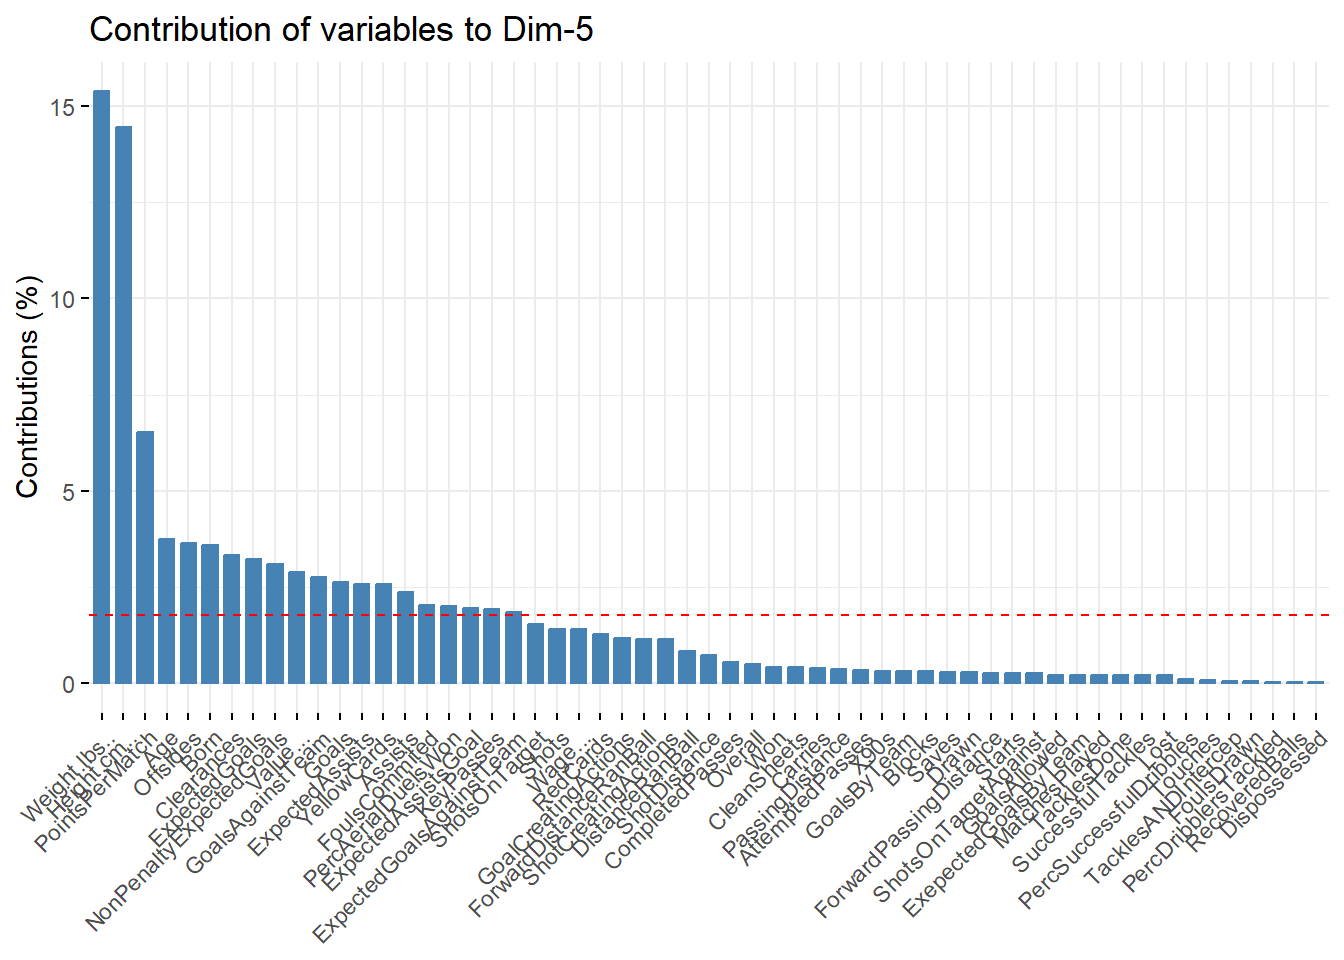 Contribution of variables to Dim-5
Contributions (%)
15
10
5
0
Weight.lbs.
Height.cm..
PointsPerMatch
Age
Offsides
Born
Clearances
ExpectedGoals
NonPenaltyExpectedGoals
Value...
GoalsAgainstTeam
Goals
ExpectedAssists
YellowCards
Assists
FoulsCommited
PercAerialDuelsWon
ExpectedAssistsGoal
KeyPasses
ExpectedGoalsAgainstTeam
ShotsOnTarget
Shots
Wage...
RedCards
GoalCreatingActions
ForwardDistanceRanBall
ShotCreatingActions
DistanceRanBall
ShotDistance
CompletedPasses
Overall
Won
CleanSheets
Carries
PassingDistance
AttemptedPasses
X90s
GoalsByTeam
Blocks
Saves
Drawn
ForwardPassingDistance
Starts
ShotsOnTargetAgainst
GoalsAllowed
ExepectedGoalsByTeam
MatchesPlayed
TacklesDone
SuccessfulTackles
Lost
PercSuccessfulDribbles
Touches
TacklesANDIntercep
FoulsDrawn
PercDribblersTackled
RecoveredBalls
Dispossessed